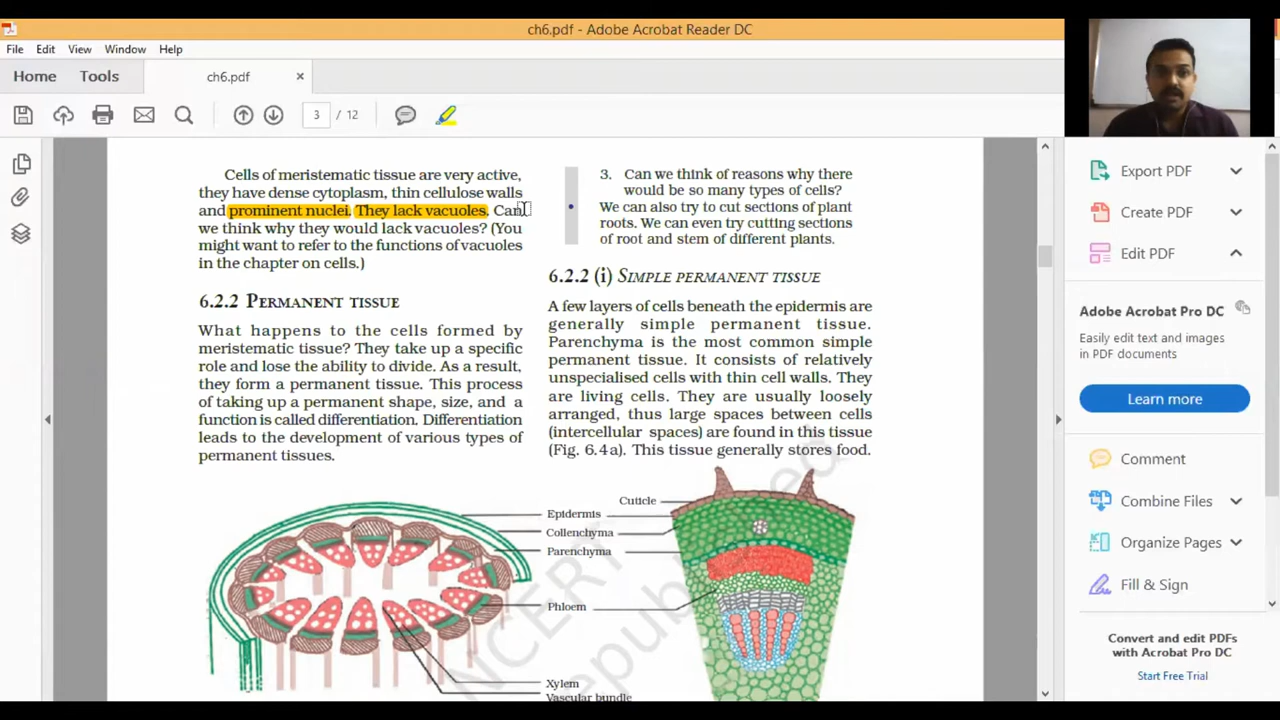 ch6.pdf - Adobe Acrobat Reader DC
File Edit View Window Help
Home Tools ch6.pdf ×
3 / 12
Cells of meristematic tissue are very active,
they have dense cytoplasm, thin cellulose walls
and prominent nuclei. They lack vacuoles. Can
we think why they would lack vacuoles? (You
might want to refer to the functions of vacuoles
in the chapter on cells.)
6.2.2 PERMANENT TISSUE
What happens to the cells formed by
meristematic tissue? They take up a specific
role and lose the ability to divide. As a result,
they form a permanent tissue. This process
of taking up a permanent shape, size, and a
function is called differentiation. Differentiation
leads to the development of various types of
permanent tissues.
3. Can we think of reasons why there
would be so many types of cells?
• We can also try to cut sections of plant
roots. We can even try cutting sections
of root and stem of different plants.
6.2.2 (i) SIMPLE PERMANENT TISSUE
A few layers of cells beneath the epidermis are
generally simple permanent tissue.
Parenchyma is the most common simple
permanent tissue. It consists of relatively
unspecialised cells with thin cell walls. They
are living cells. They are usually loosely
arranged, thus large spaces between cells
(intercellular spaces) are found in this tissue
(Fig. 6.4 a). This tissue generally stores food.
Cuticle
Epidermis
Collenchyma
Parenchyma
Phloem
Xylem
Vascular bundle
NCERT
republished
Export PDF
Create PDF
Edit PDF
Adobe Acrobat Pro DC
Easily edit text and images
in PDF documents
Learn more
Comment
Combine Files
Organize Pages
Fill & Sign
Convert and edit PDFs
with Acrobat Pro DC
Start Free Trial